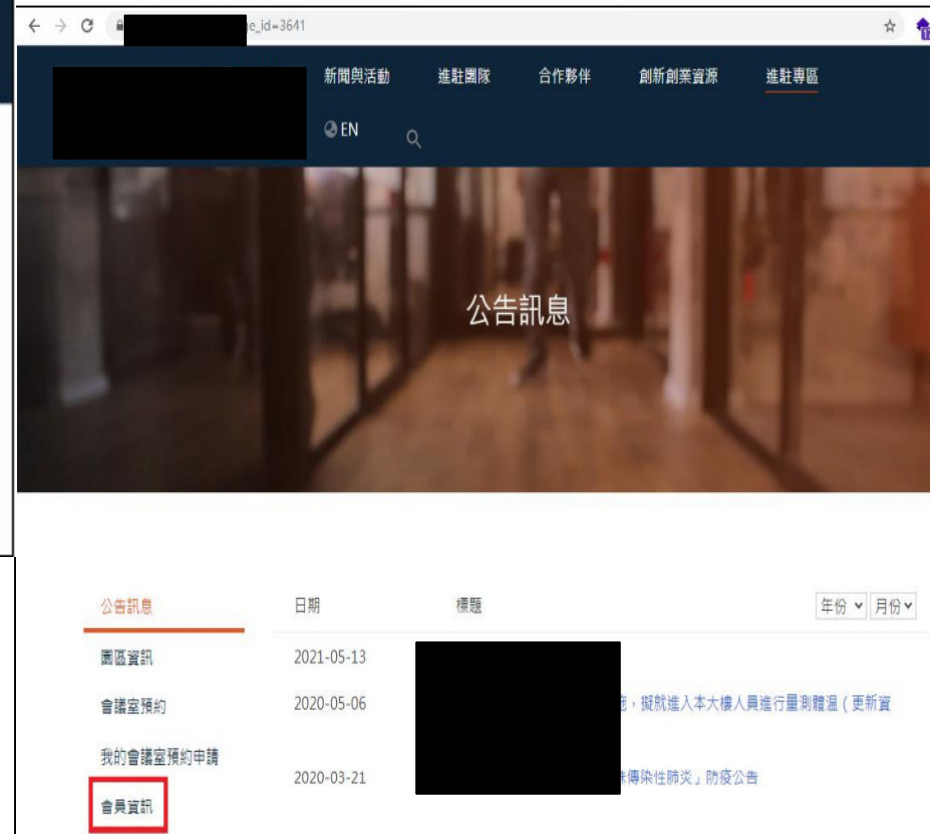 e_id=3641
新聞與活動 進駐團隊 合作夥伴 創新創業資源 進駐專區
EN
公告訊息
公告訊息 日期 標題 年份 月份
園區資訊 2021-05-13
會議室預約 2020-05-06 施，擬就進入本大樓人員進行量測體温（更新資
我的會議室預約申請
2020-03-21 殊傳染性肺炎」防疫公告
會員資訊